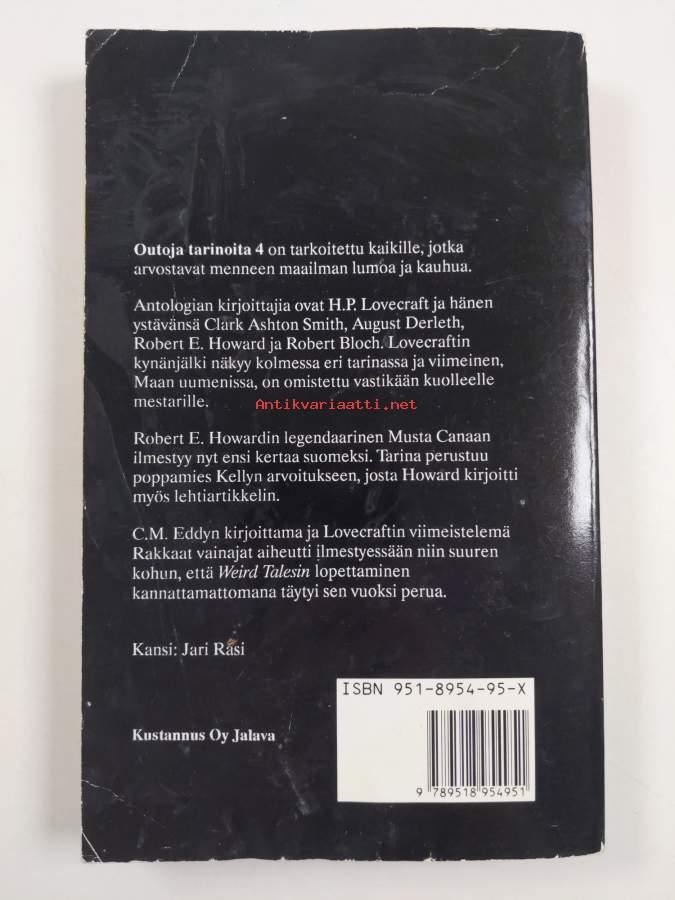 Outoja tarinoita 4 on tarkoitettu kaikille, jotka
arvostavat menneen maailman lumoa ja kauhua.
Antologian kirjoittajia ovat H.P. Lovecraft ja hänen
ystävänsä Clark Ashton Smith, August Derleth,
Robert E. Howard ja Robert Bloch. Lovecraftin
kynänjälki näkyy kolmessa eri tarinassa ja viimeinen,
Maan uumenissa, on omistettu vastikään kuolleelle
mestarille.
Antikvariaatti.net
Robert E. Howardin legendaarinen Musta Canaan
ilmestyy nyt ensi kertaa suomeksi. Tarina perustuu
poppamies Kellyn arvoitukseen, josta Howard kirjoitti
myös lehtiartikkelin.
C.M. Eddyn kirjoittama ja Lovecraftin viimeistelemä
Rakkaat vainajat aiheutti ilmestyessään niin suuren
kohun, että Weird Talesin lopettaminen
kannattamattomana täytyi sen vuoksi perua.
Kansi: Jari Rasi
ISBN 951-8954-95-X
Kustannus Oy Jalava
9 789518 954951